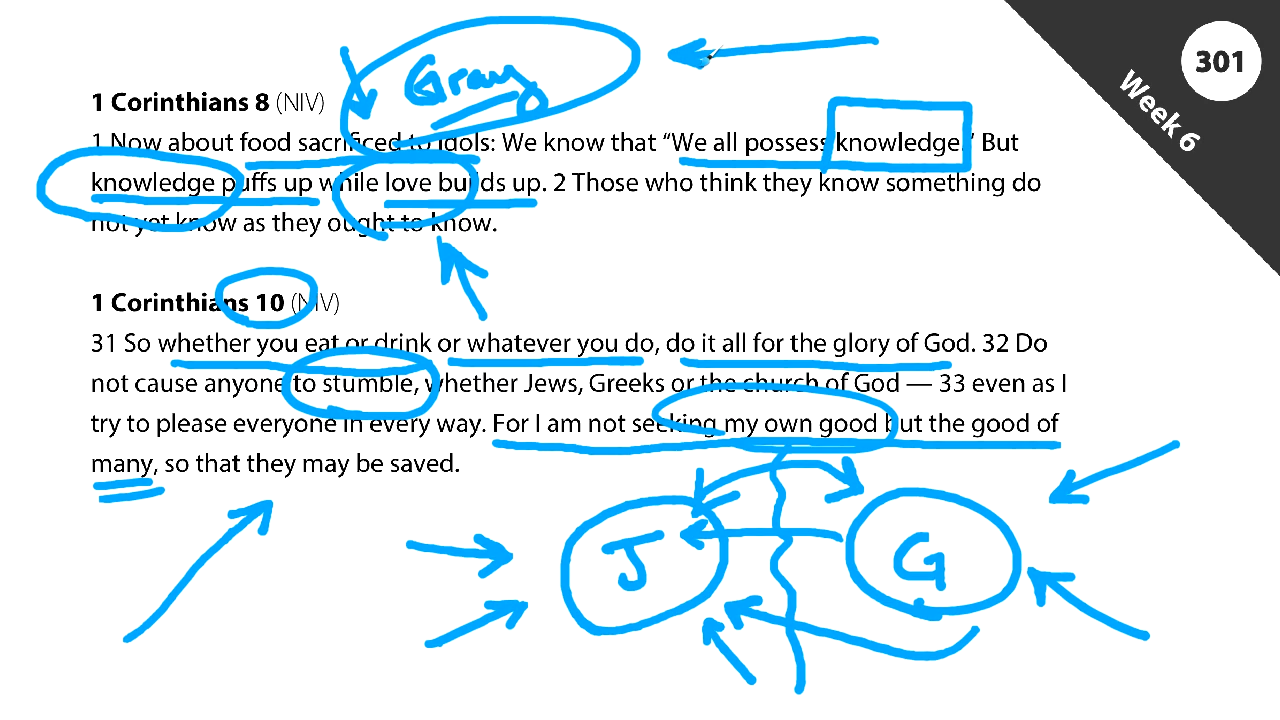 301
Week 6
Gray
1 Corinthians 8 (NIV)
1 Now about food sacrificed to idols: We know that “We all possess knowledge.” But
knowledge puffs up while love builds up. 2 Those who think they know something do
not yet know as they ought to know.
1 Corinthians 10 (NIV)
31 So whether you eat or drink or whatever you do, do it all for the glory of God. 32 Do
not cause anyone to stumble, whether Jews, Greeks or the church of God — 33 even as I
try to please everyone in every way. For I am not seeking my own good but the good of
many, so that they may be saved.
J G